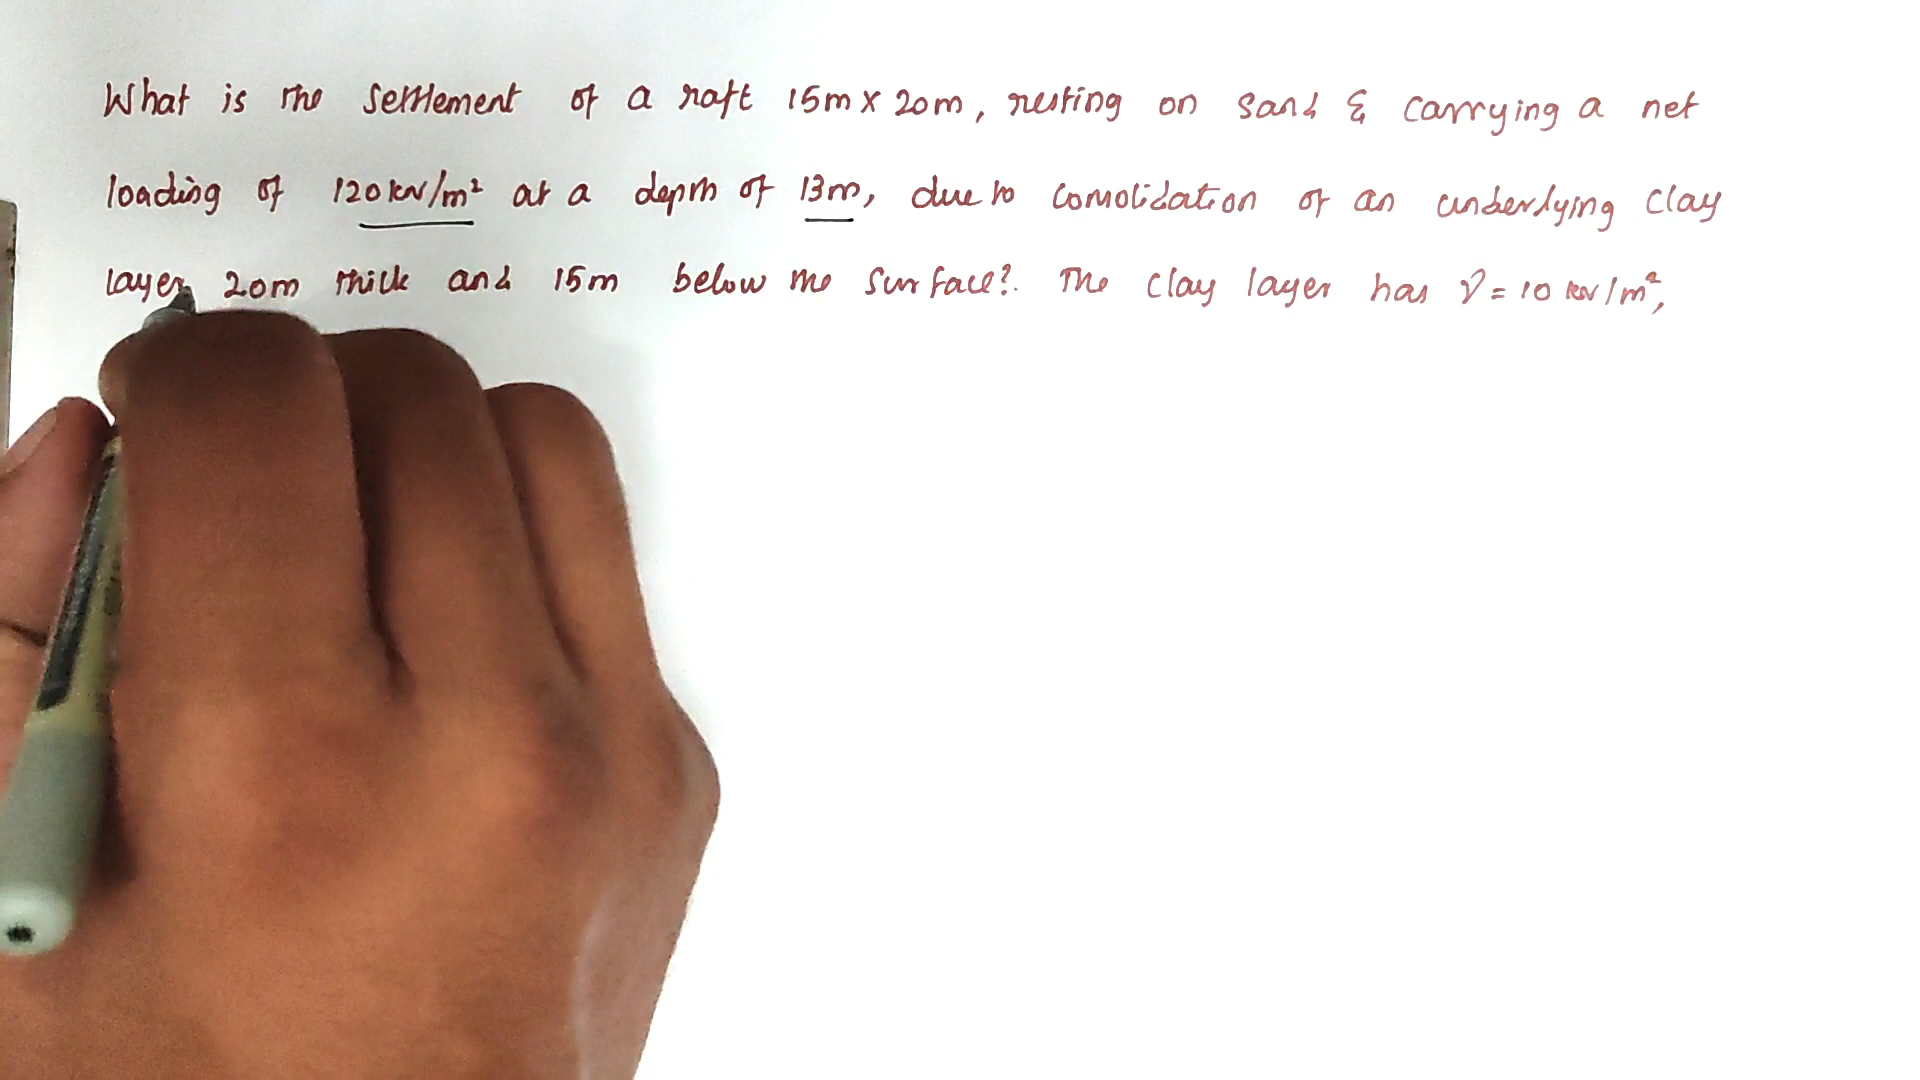 What is the settlement of a raft 15m x 20m, resting on sand & carrying a net
loading of 120 kN/m² at a depth of 13m, due to consolidation of an underlying clay
layer 20m thick and 15m below the surface?. The clay layer has γ = 10 kN/m²,